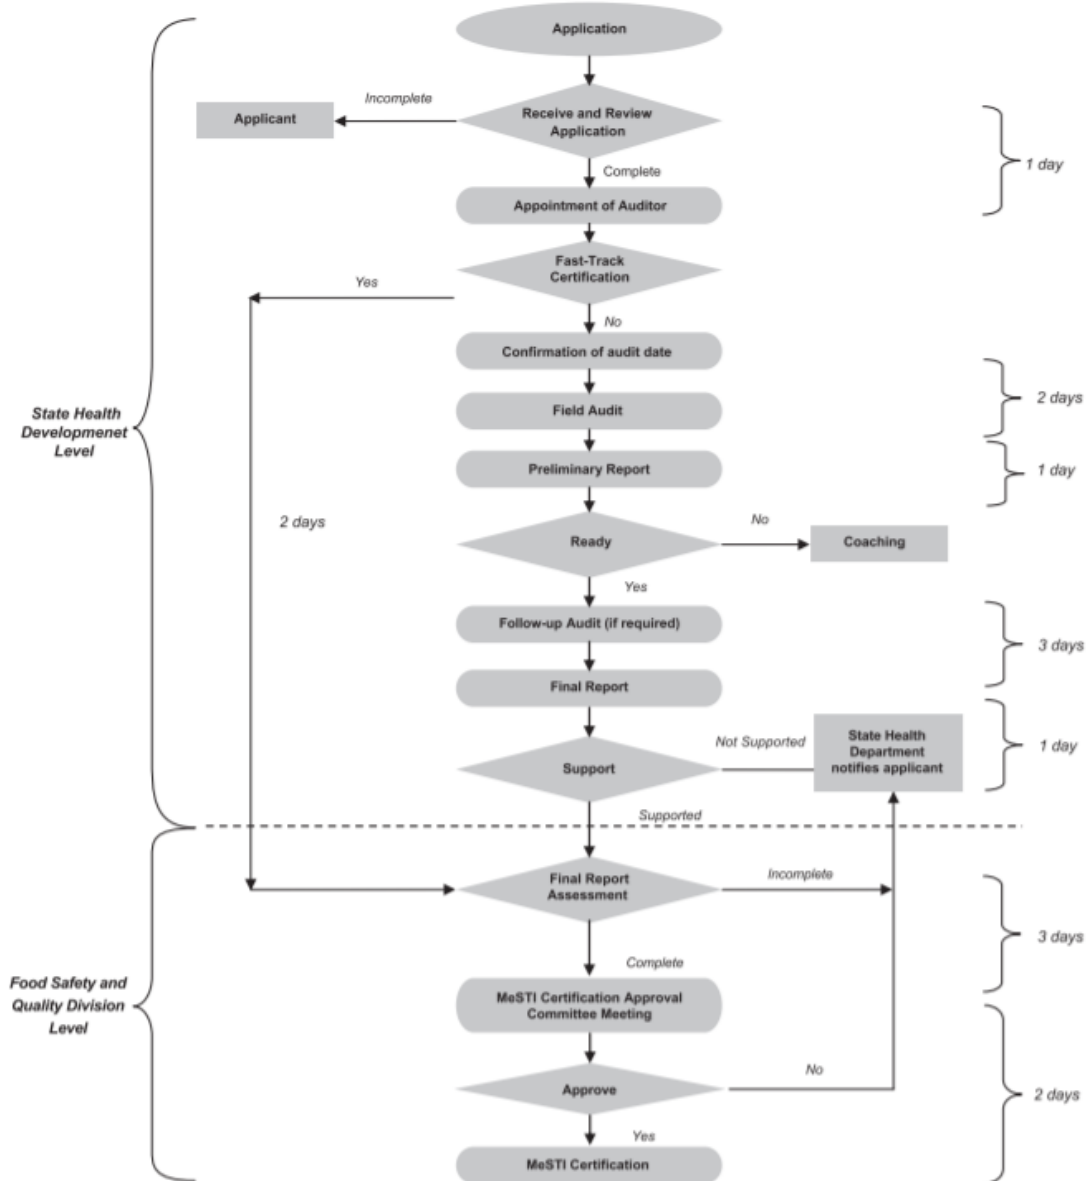 Application
Incomplete
Applicant
Receive and Review
Application
1 day
Complete
Appointment of Auditor
Fast-Track
Certification
Yes
No
Confirmation of audit date
2 days
Field Audit
State Health
Developmenet
Level
Preliminary Report
1 day
2 days
No
Ready
Coaching
Yes
Follow-up Audit (if required)
3 days
Final Report
Not Supported
State Health
Department
notifies applicant
1 day
Support
Supported
Final Report
Assessment
Incomplete
3 days
Complete
Food Safety and
Quality Division
Level
MeSTI Certification Approval
Committee Meeting
No
Approve
2 days
Yes
MeSTI Certification